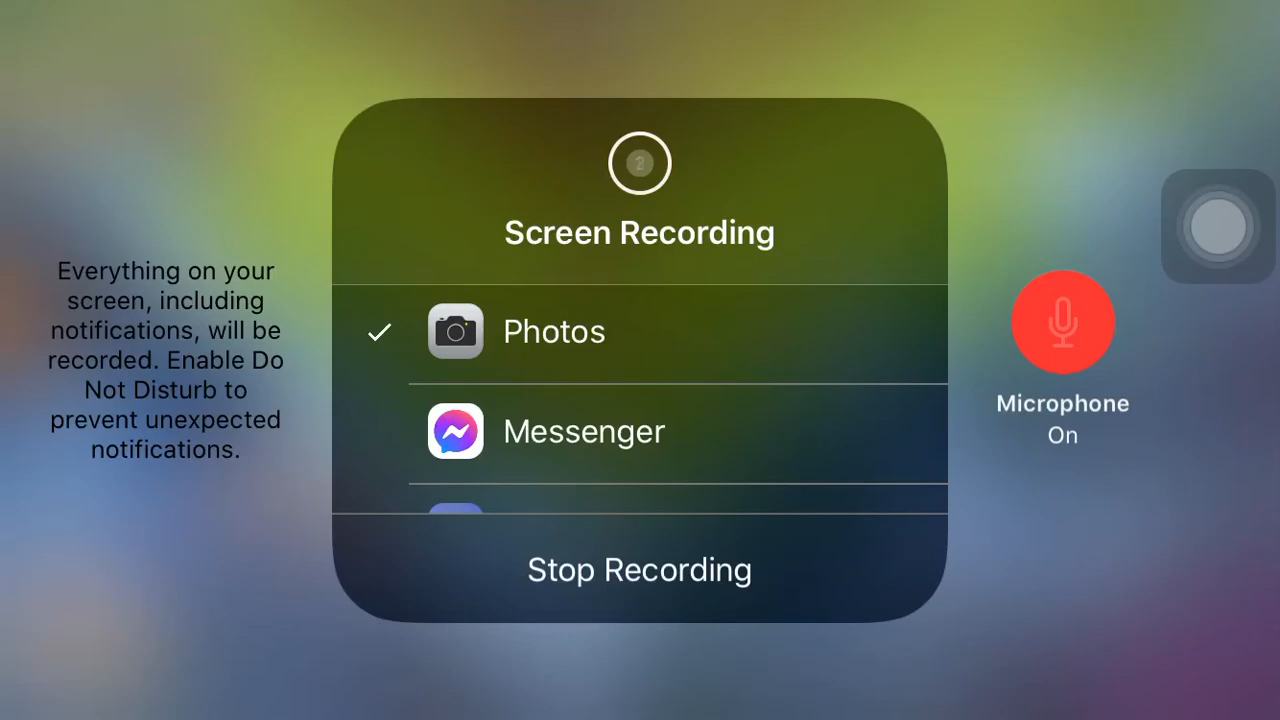 Screen Recording
Everything on your
screen, including
notifications, will be
recorded. Enable Do
Not Disturb to
prevent unexpected
notifications.
Photos
Messenger
Stop Recording
Microphone
On